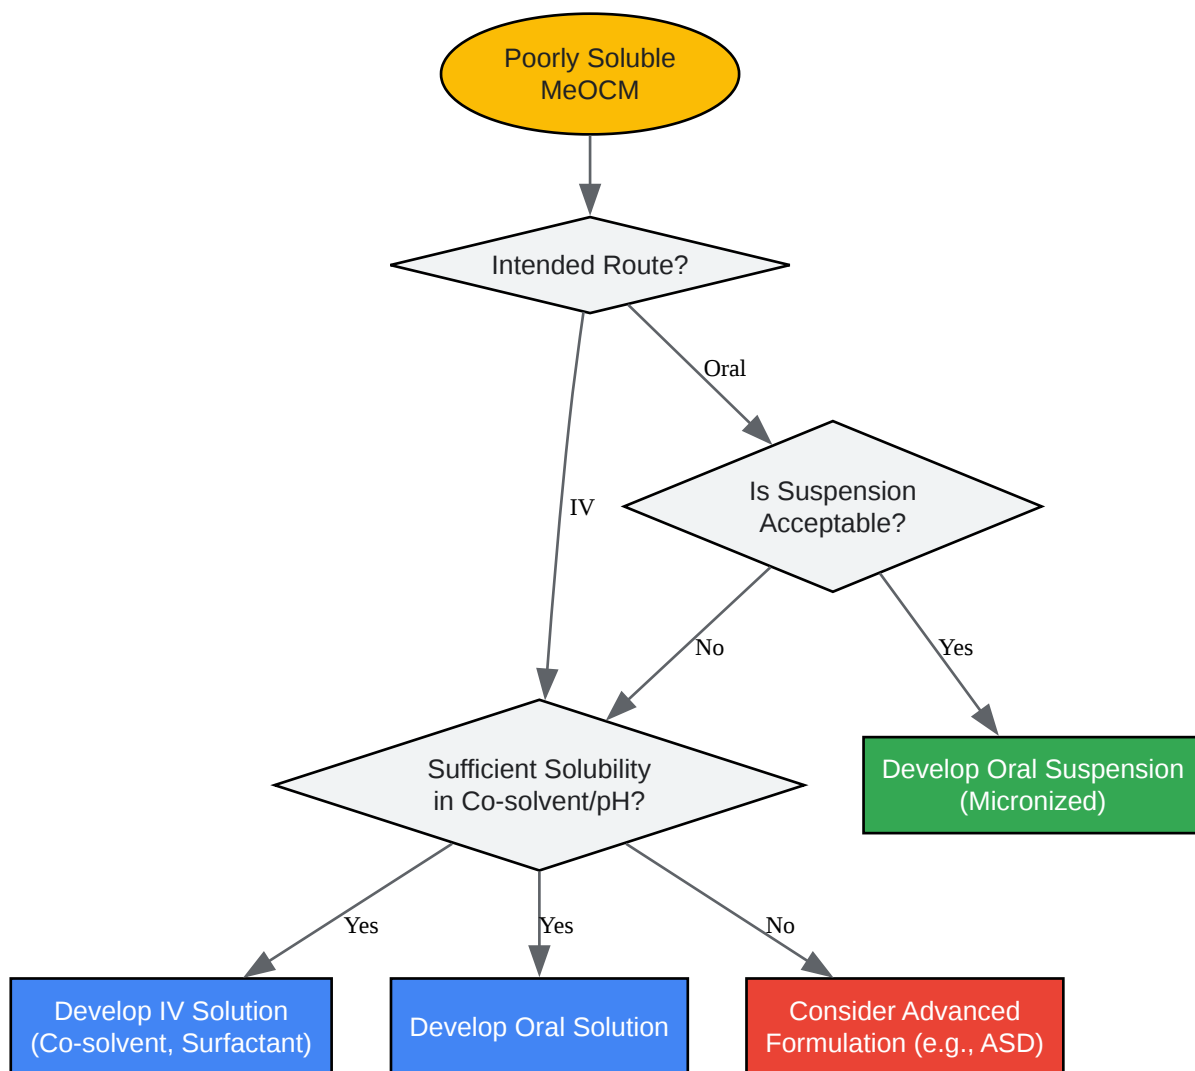 Poorly Soluble
MeOCM
Intended Route?
Oral
Is Suspension
Acceptable?
IV
No
Yes
Sufficient Solubility
in Co-solvent/pH?
Develop Oral Suspension
(Micronized)
Yes
Yes
No
Develop IV Solution
(Co-solvent, Surfactant)
Develop Oral Solution
Consider Advanced
Formulation (e.g., ASD)